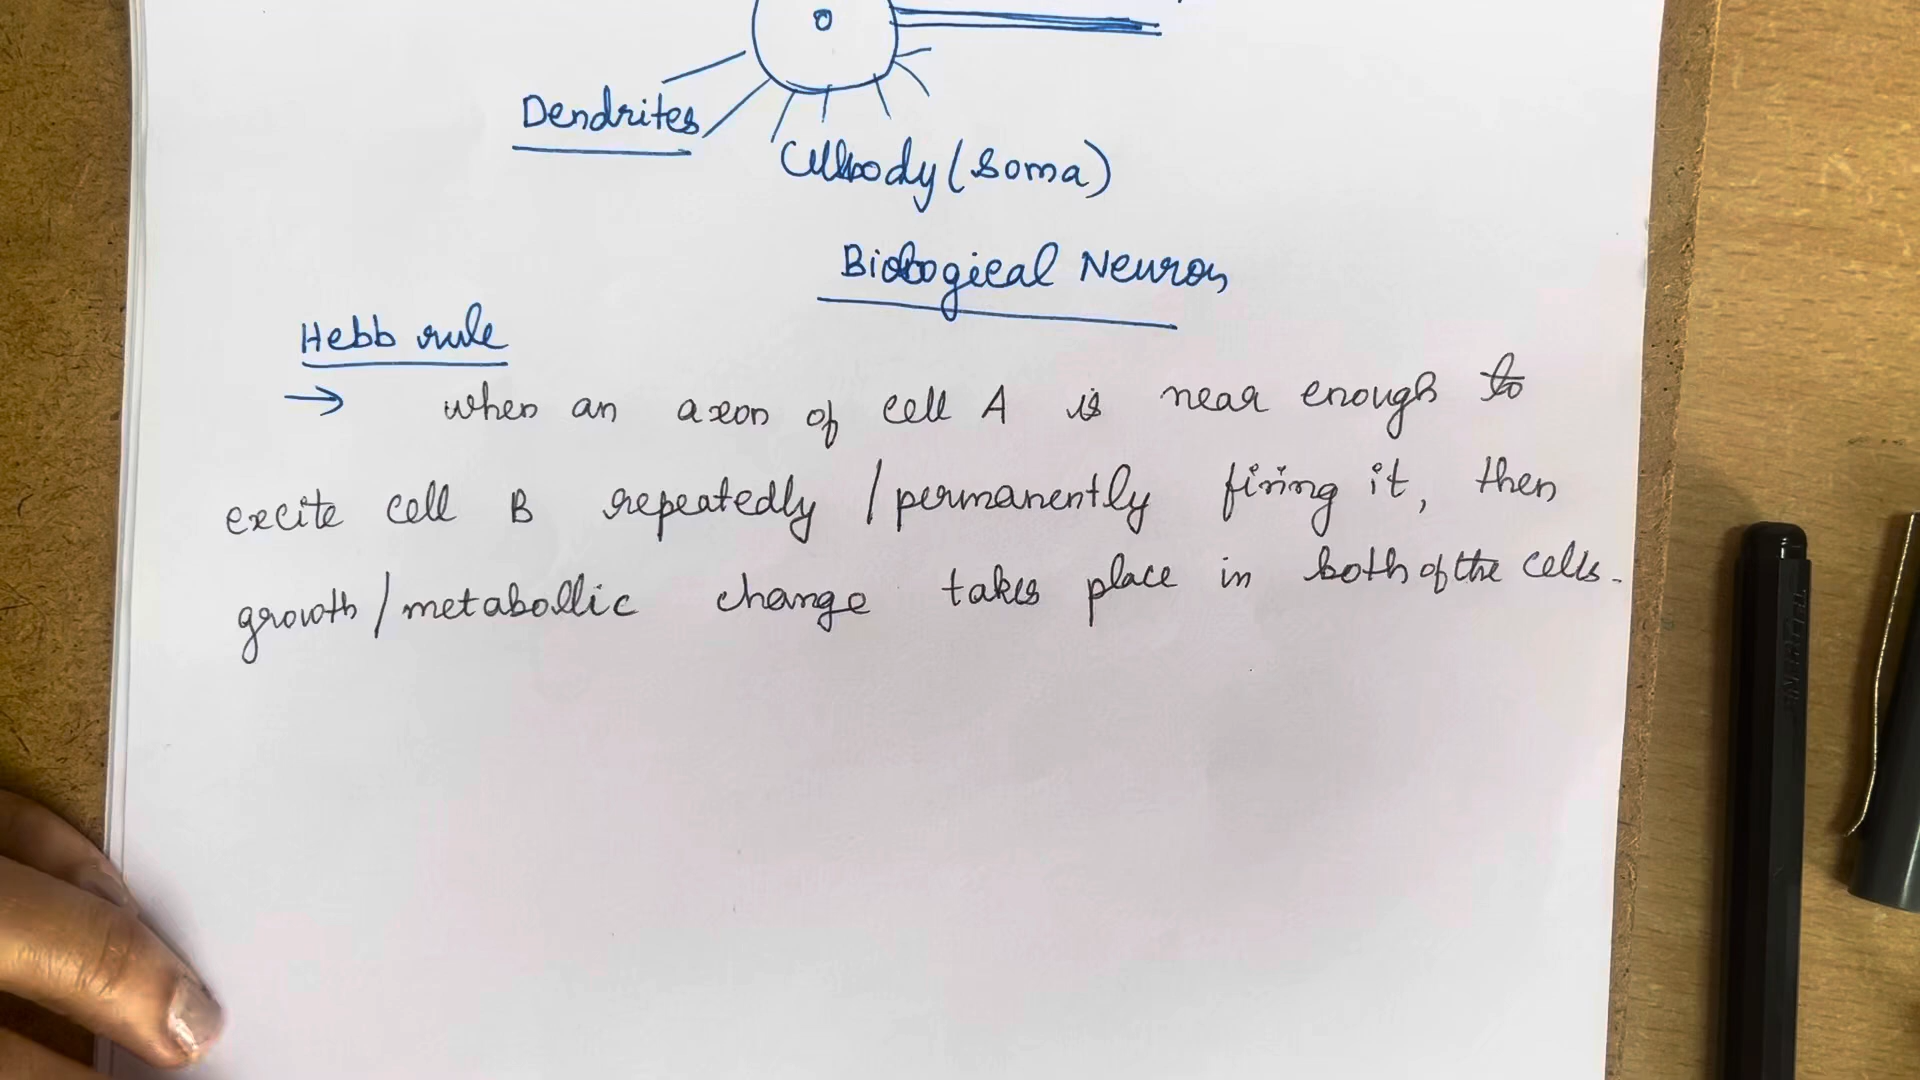 Dendrites
Cellbody (soma)
Biological Neuron
Hebb rule
→ when an axon of cell A is near enough to
excite cell B repeatedly / permanently firing it, then
growth / metabollic change takes place in both of the cells.